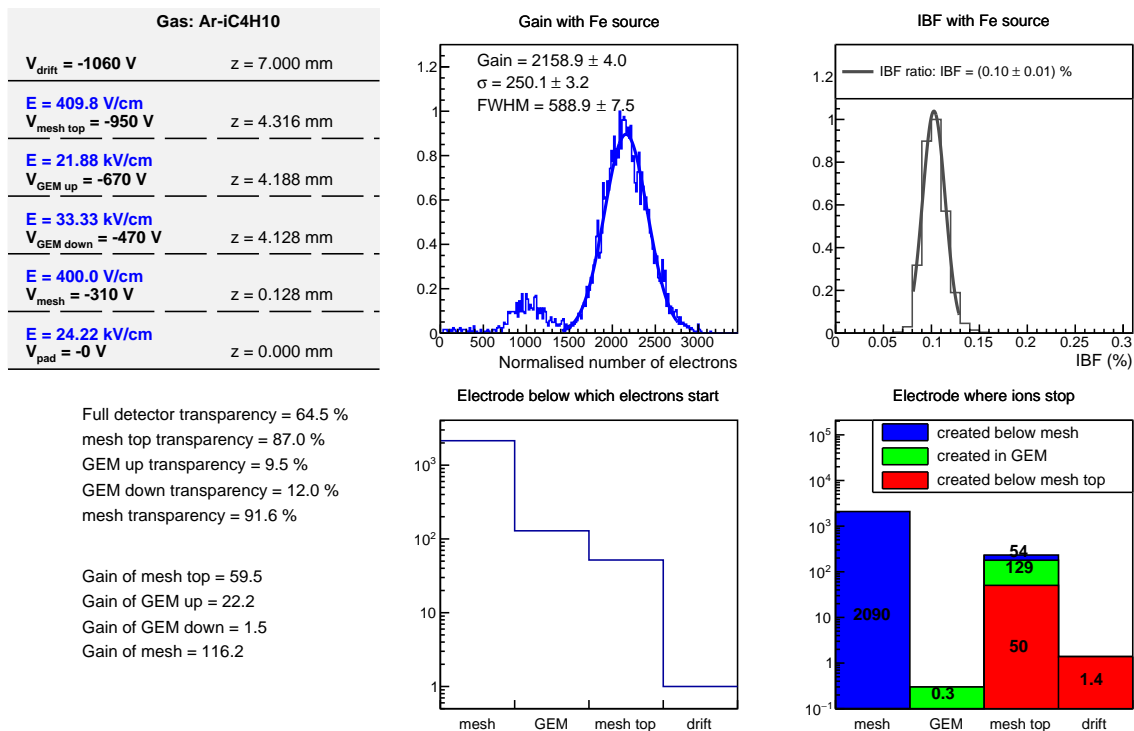 Gas: Ar-iC4H10
V_drift = -1060 V z = 7.000 mm
E = 409.8 V/cm
V_mesh top = -950 V z = 4.316 mm
E = 21.88 kV/cm
V_GEM up = -670 V z = 4.188 mm
E = 33.33 kV/cm
V_GEM down = -470 V z = 4.128 mm
E = 400.0 V/cm
V_mesh = -310 V z = 0.128 mm
E = 24.22 kV/cm
V_pad = -0 V z = 0.000 mm
Gain with Fe source
Gain = 2158.9 ± 4.0
σ = 250.1 ± 3.2
FWHM = 588.9 ± 7.5
1.2
1
0.8
0.6
0.4
0.2
0
0 500 1000 1500 2000 2500 3000
Normalised number of electrons
IBF with Fe source
IBF ratio: IBF = (0.10 ± 0.01) %
1.2
1
0.8
0.6
0.4
0.2
0
0 0.05 0.1 0.15 0.2 0.25 0.3
IBF (%)
Full detector transparency = 64.5 %
mesh top transparency = 87.0 %
GEM up transparency = 9.5 %
GEM down transparency = 12.0 %
mesh transparency = 91.6 %
Gain of mesh top = 59.5
Gain of GEM up = 22.2
Gain of GEM down = 1.5
Gain of mesh = 116.2
Electrode below which electrons start
10³
10²
10
1
mesh GEM mesh top drift
Electrode where ions stop
created below mesh
created in GEM
created below mesh top
10⁵
10⁴
10³
10²
10
1
10⁻¹
54
129
2090
50
0.3
1.4
mesh GEM mesh top drift